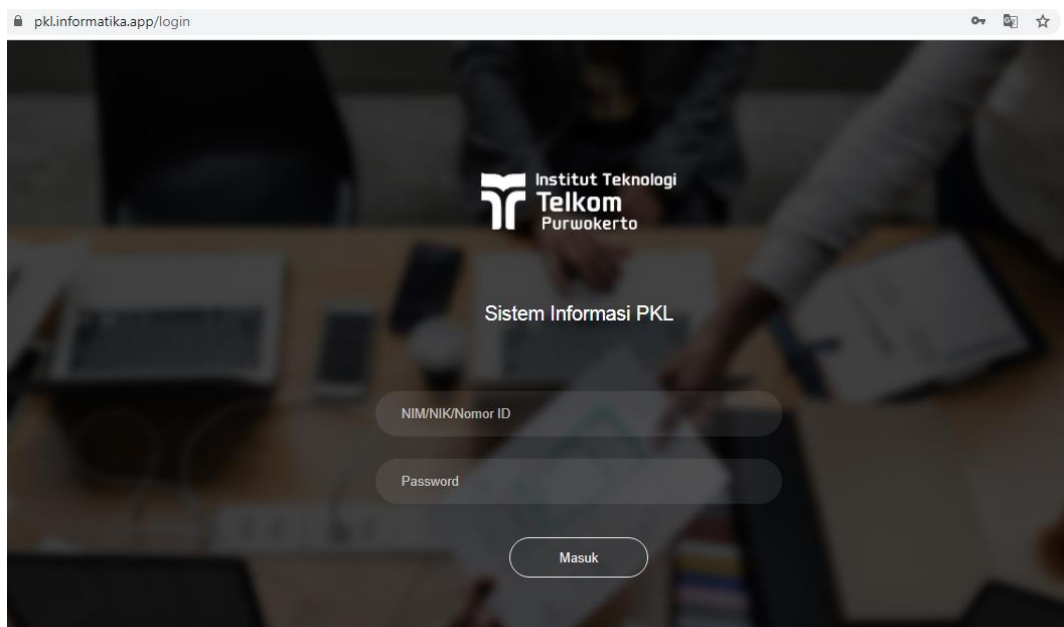 pkl.informatika.app/login
Institut Teknologi
Telkom
Purwokerto
Sistem Informasi PKL
NIM/NIK/Nomor ID
Password
Masuk